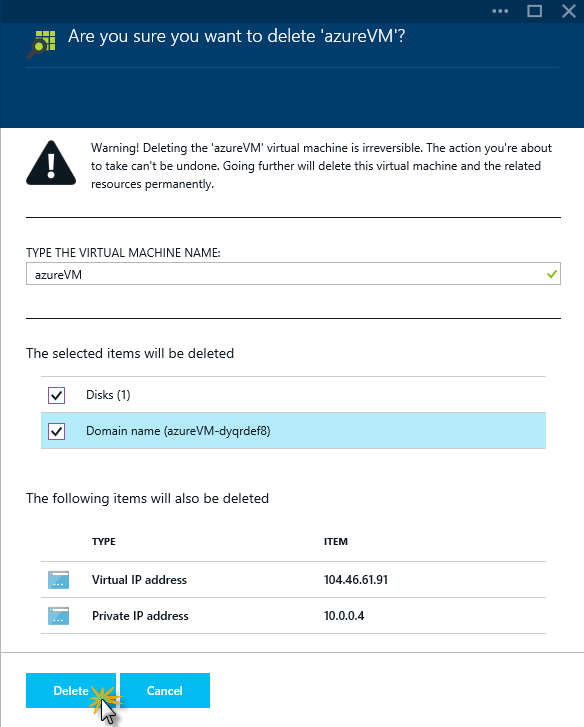 Are you sure you want to delete 'azureVM'?
Warning! Deleting the 'azureVM' virtual machine is irreversible. The action you're about
to take can't be undone. Going further will delete this virtual machine and the related
resources permanently.
TYPE THE VIRTUAL MACHINE NAME:
azureVM
The selected items will be deleted
Disks (1)
Domain name (azureVM-dyqrdef8)
The following items will also be deleted
TYPE ITEM
Virtual IP address 104.46.61.91
Private IP address 10.0.0.4
Delete Cancel